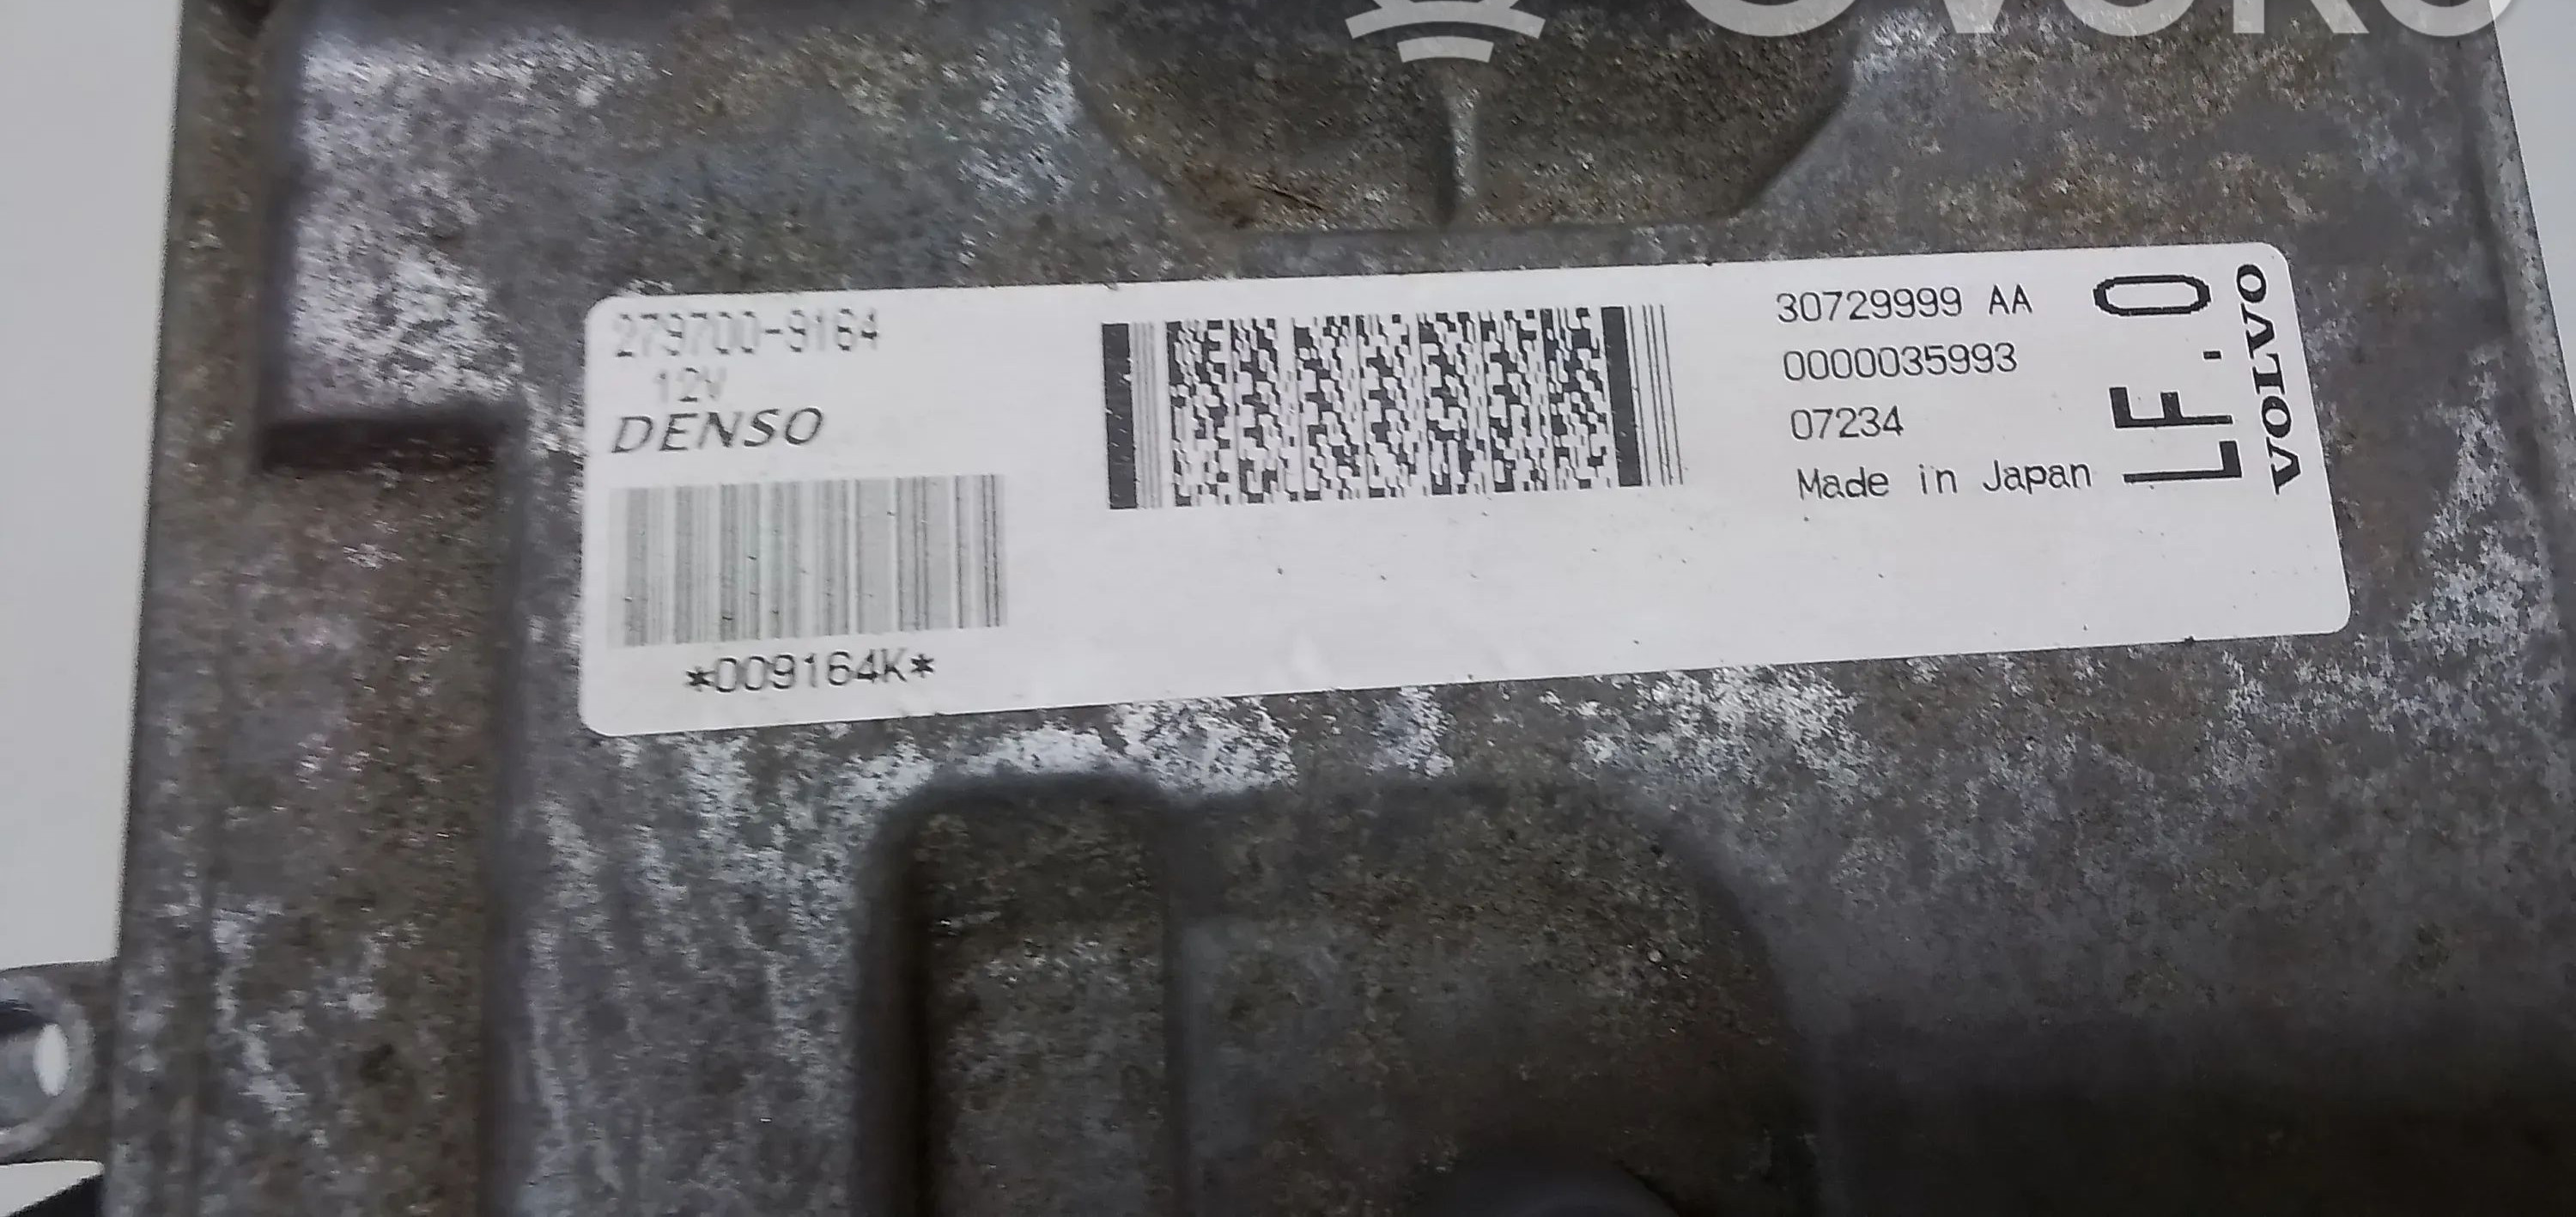 279700-9164
12V
DENSO
*009164K*
30729999 AA
0000035993
07234
Made in Japan
LF.0
VOLVO